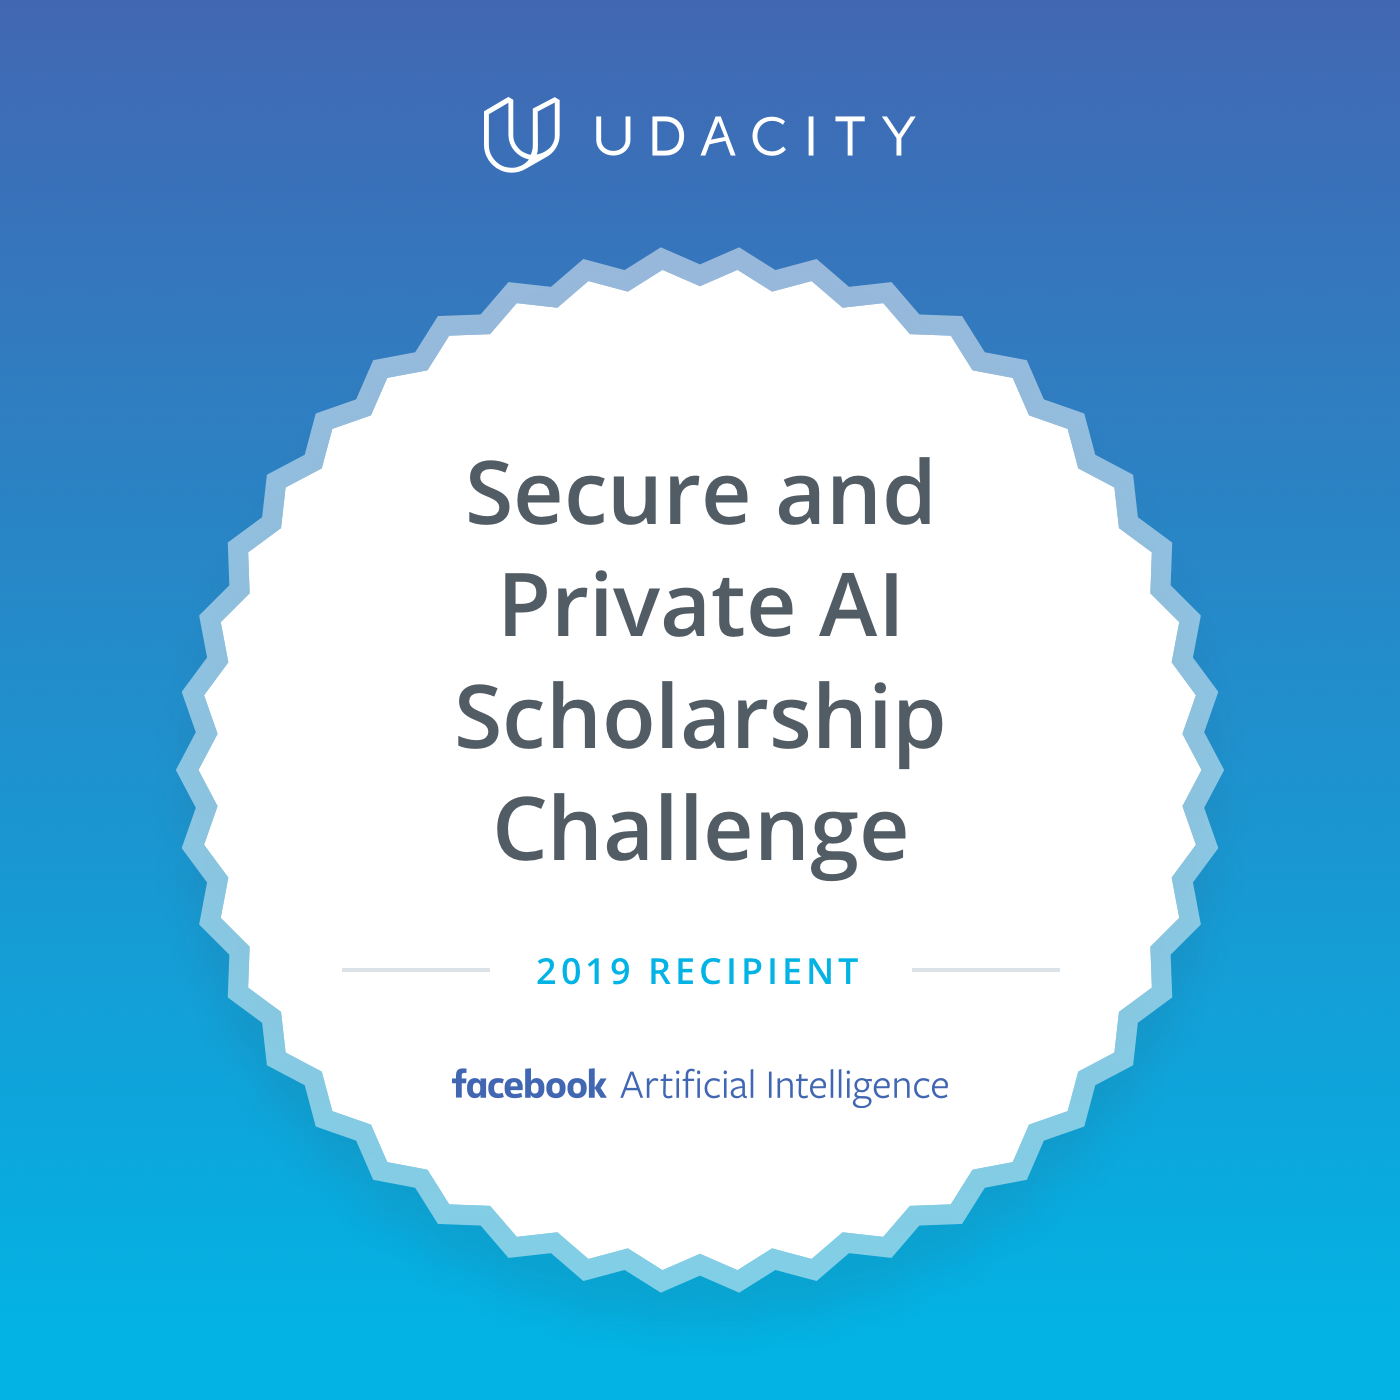 UDACITY
Secure and
Private AI
Scholarship
Challenge
2019 RECIPIENT
facebook Artificial Intelligence